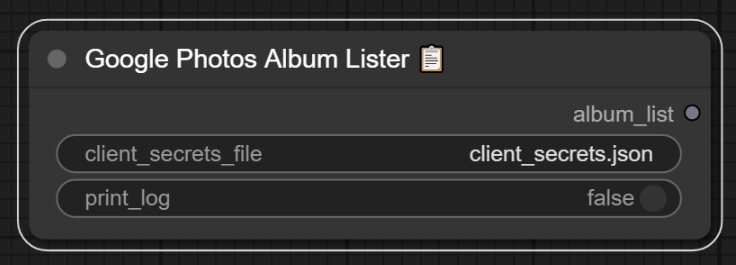 Google Photos Album Lister 📋
album_list
client_secrets_file client_secrets.json
print_log false